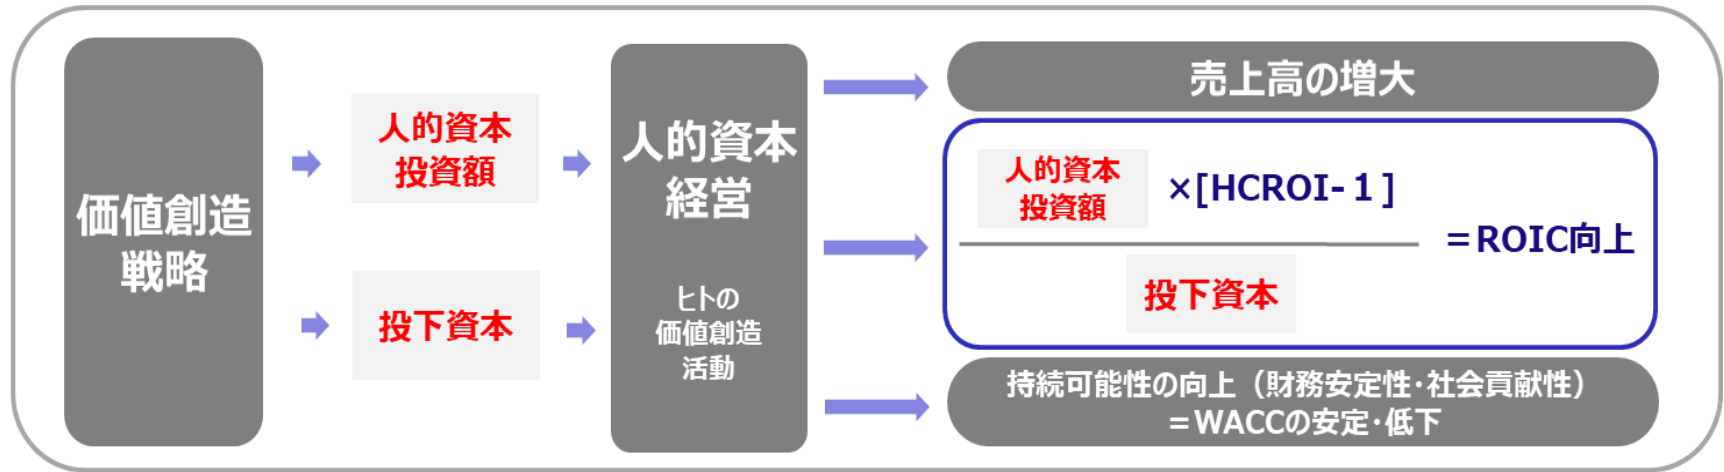 価値創造
戦略
人的資本
投資額
投下資本
人的資本
経営
ヒトの
価値創造
活動
売上高の増大
人的資本
投資額
×[HCROI-１]
投下資本
＝ROIC向上
持続可能性の向上（財務安定性･社会貢献性）
＝WACCの安定･低下